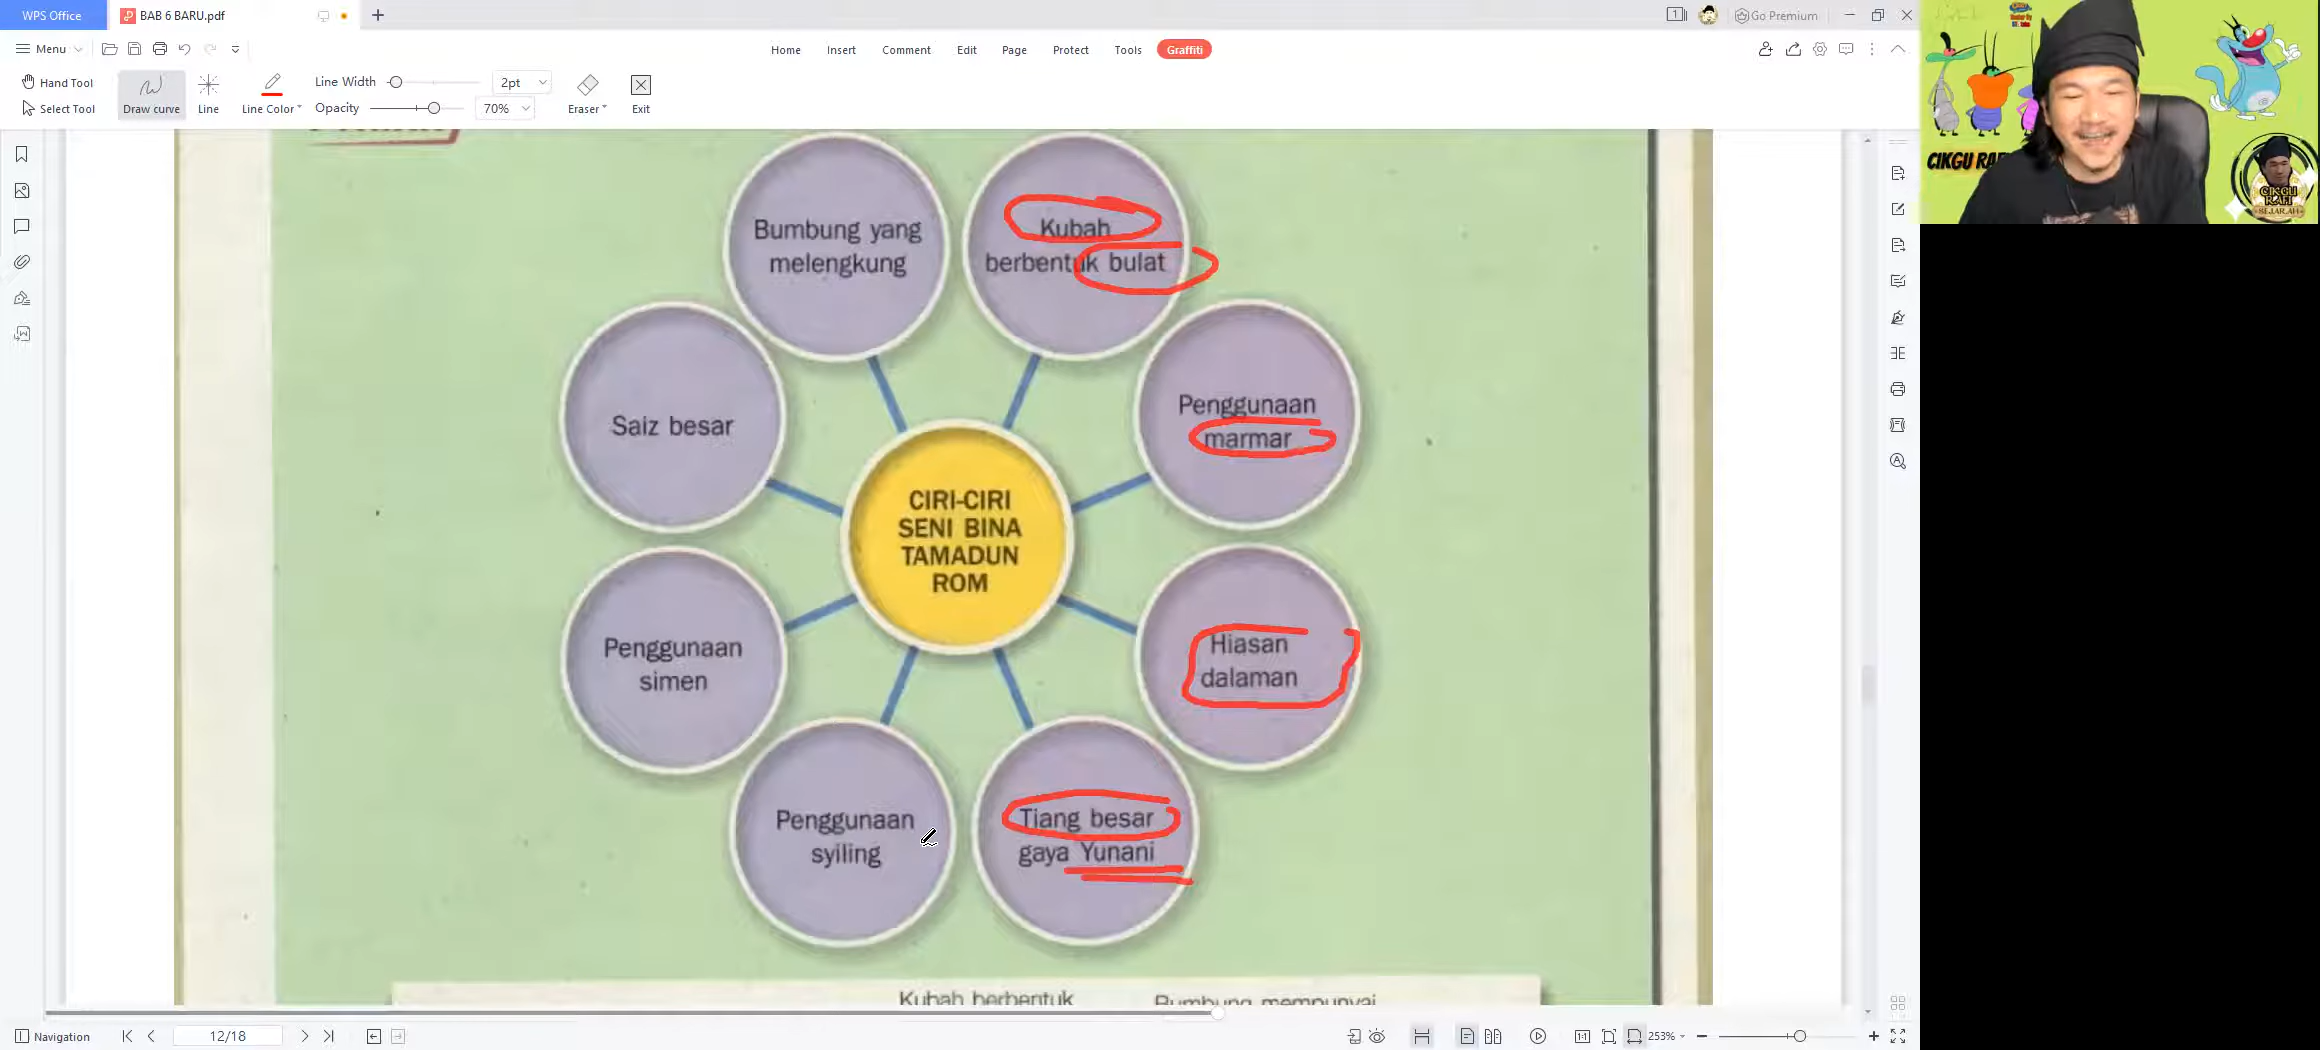 WPS Office
BAB 6 BARU.pdf
Go Premium
Menu
Home Insert Comment Edit Page Protect Tools Graffiti
Hand Tool
Select Tool
Draw curve
Line
Line Color
Line Width
2pt
Opacity
70%
Eraser
Exit
Bumbung yang
melengkung
Kubah
berbentuk bulat
Saiz besar
Penggunaan
marmar
CIRI-CIRI
SENI BINA
TAMADUN
ROM
Penggunaan
simen
Hiasan
dalaman
Penggunaan
syiling
Tiang besar
gaya Yunani
Kubah berbentuk
Bumbung mempunyai
CIKGU
CIKGU
RAFI
SEJARAH
Navigation
12/18
253%